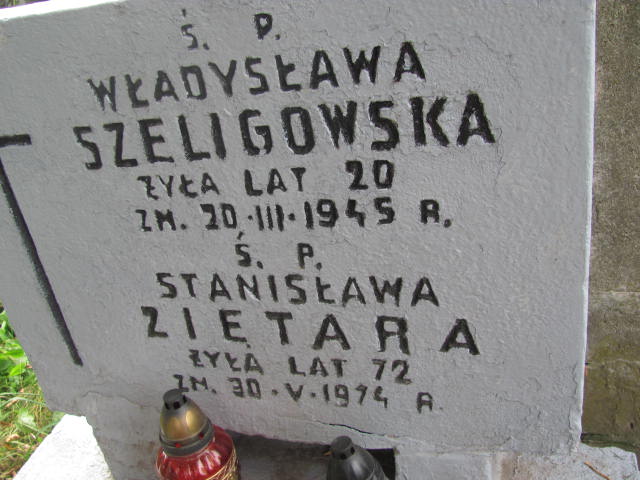 Ś. P.
WŁADYSŁAWA
SZELIGOWSKA
ŻYŁA LAT 20
ZM. 20.III.1945 R.
Ś. P.
STANISŁAWA
ZIĘTARA
ŻYŁA LAT 72
ZM. 30.V.1974 R.